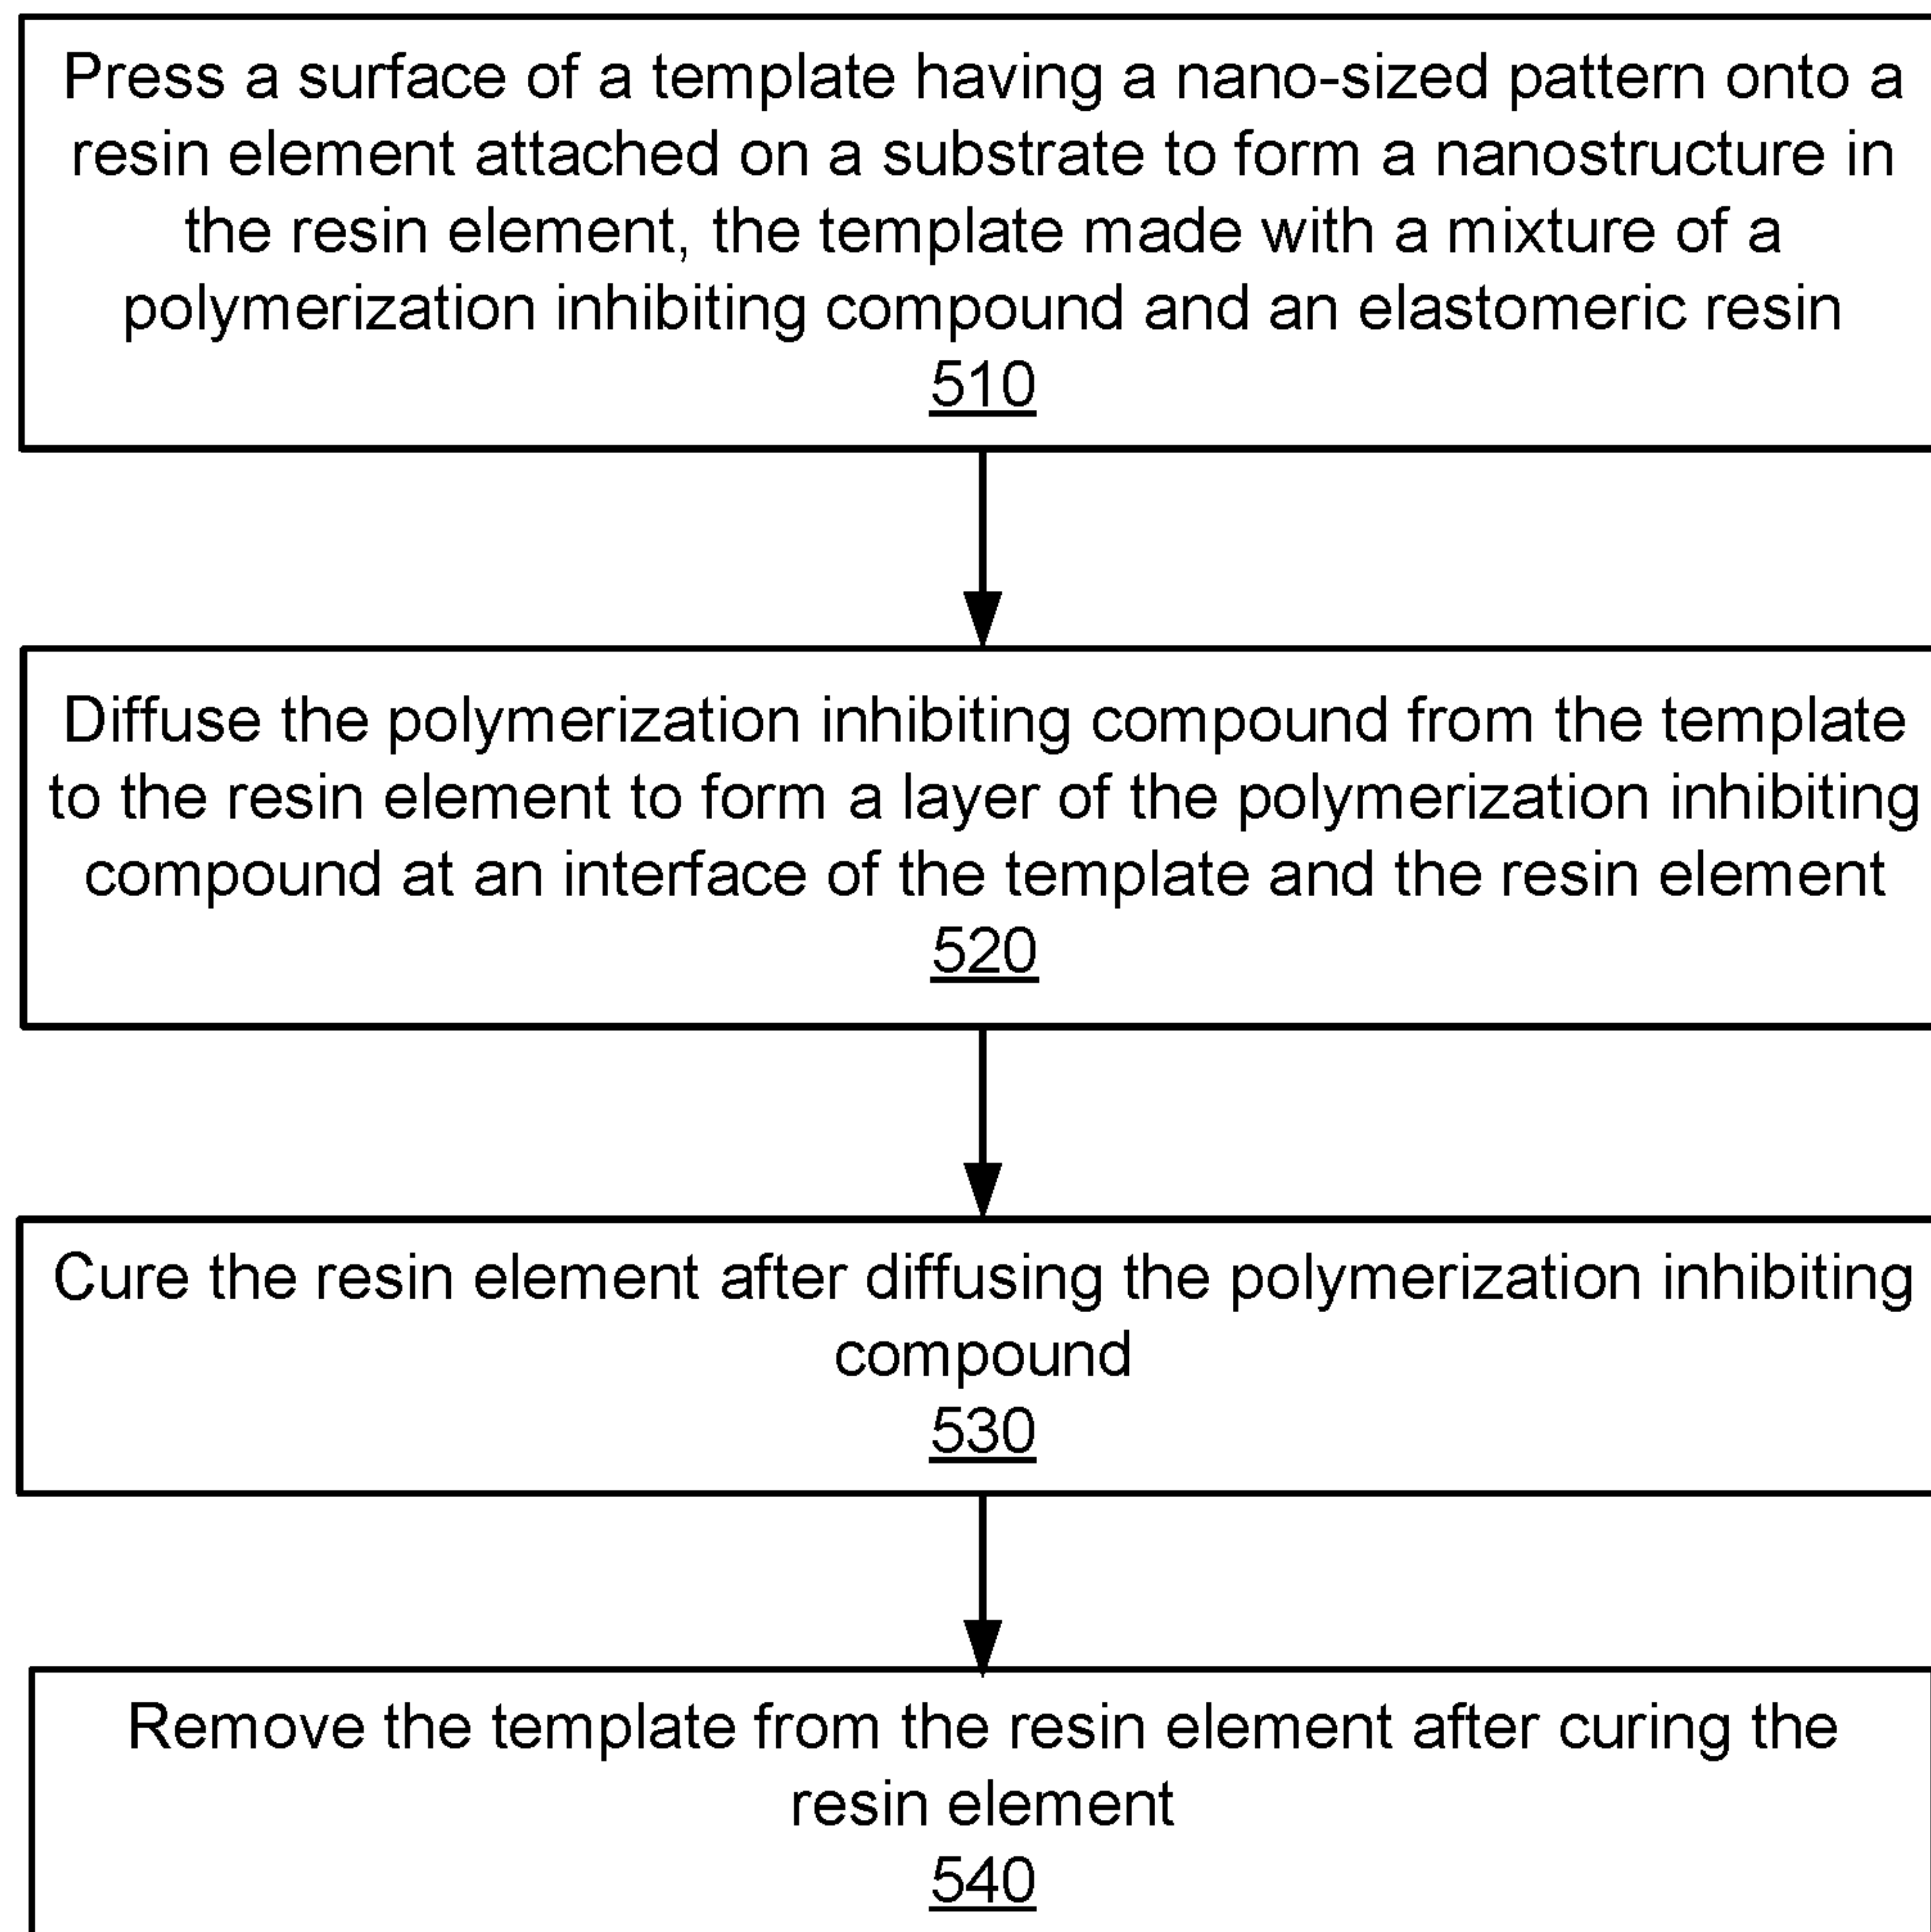 Press a surface of a template having a nano-sized pattern onto a
resin element attached on a substrate to form a nanostructure in
the resin element, the template made with a mixture of a
polymerization inhibiting compound and an elastomeric resin
510
Diffuse the polymerization inhibiting compound from the template
to the resin element to form a layer of the polymerization inhibiting
compound at an interface of the template and the resin element
520
Cure the resin element after diffusing the polymerization inhibiting
compound
530
Remove the template from the resin element after curing the
resin element
540